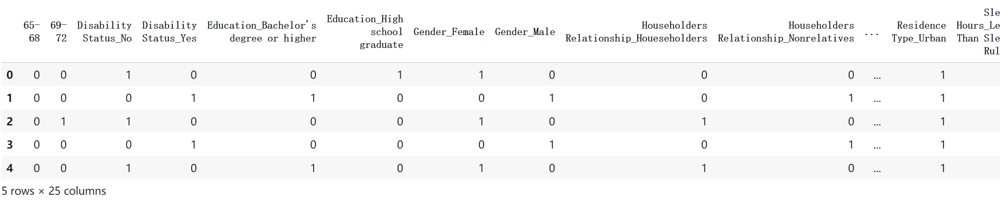 65-68 69-72 Disability Status_No Disability Status_Yes Education_Bachelor's degree or higher Education_High school graduate Gender_Female Gender_Male Householders Relationship_Houeseholders Householders Relationship_Nonrelatives ... Residence Type_Urban Sle Hours_Le Than Sle Rul
0 0 0 1 0 0 1 1 0 0 0 ... 1
1 0 0 0 1 1 0 0 1 0 1 ... 1
2 0 1 1 0 0 0 1 0 1 0 ... 1
3 0 0 0 1 0 0 0 1 0 1 ... 1
4 0 0 1 0 1 0 1 0 1 0 ... 1
5 rows × 25 columns